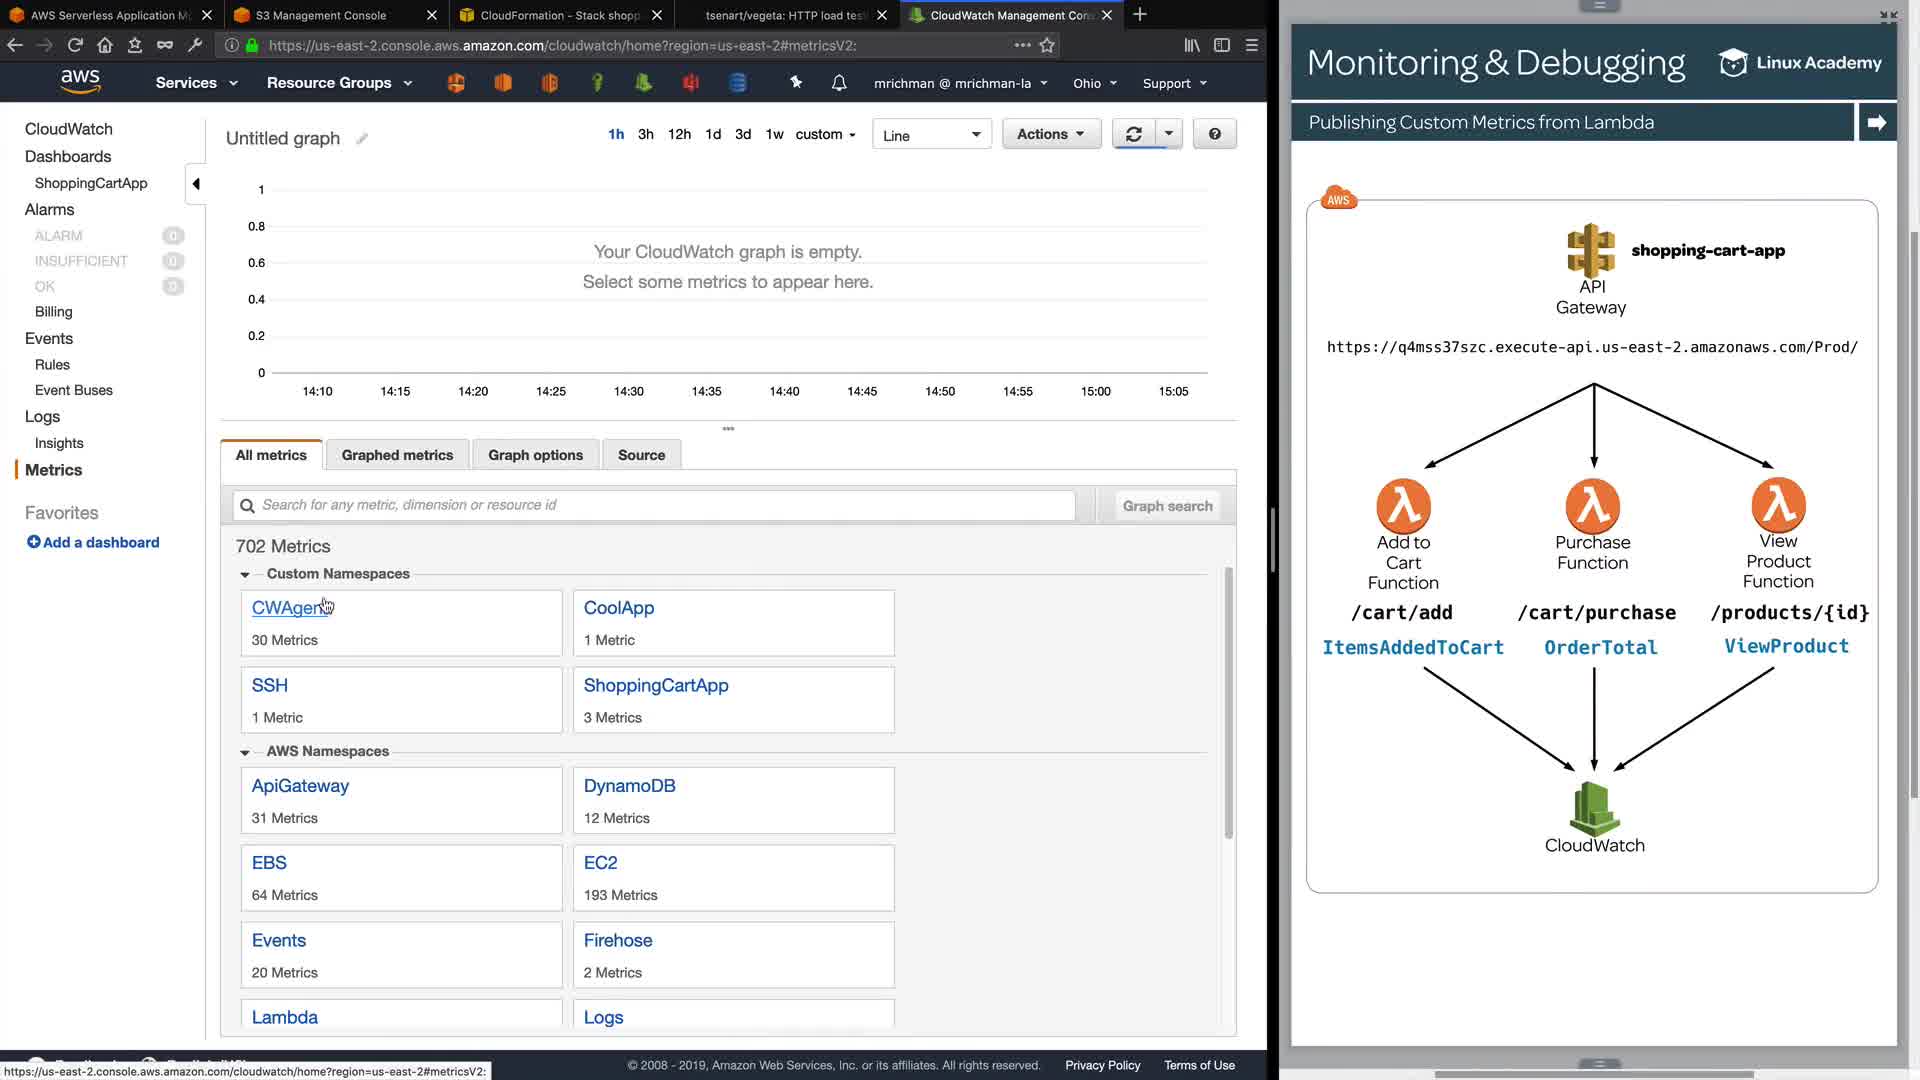 AWS Serverless Application M
S3 Management Console
CloudFormation - Stack shopp
tsenart/vegeta: HTTP load test
CloudWatch Management Con
https://us-east-2.console.aws.amazon.com/cloudwatch/home?region=us-east-2#metricsV2:
aws
Services
Resource Groups
mrichman @ mrichman-la
Ohio
Support
CloudWatch
Dashboards
ShoppingCartApp
Alarms
ALARM 0
INSUFFICIENT 0
OK 0
Billing
Events
Rules
Event Buses
Logs
Insights
Metrics
Favorites
Add a dashboard
Untitled graph
1h 3h 12h 1d 3d 1w custom
Line
Actions
1
0.8
0.6
0.4
0.2
0
Your CloudWatch graph is empty.
Select some metrics to appear here.
14:10 14:15 14:20 14:25 14:30 14:35 14:40 14:45 14:50 14:55 15:00 15:05
All metrics
Graphed metrics
Graph options
Source
Search for any metric, dimension or resource id
Graph search
702 Metrics
Custom Namespaces
CWAgent
30 Metrics
CoolApp
1 Metric
SSH
1 Metric
ShoppingCartApp
3 Metrics
AWS Namespaces
ApiGateway
31 Metrics
DynamoDB
12 Metrics
EBS
64 Metrics
EC2
193 Metrics
Events
20 Metrics
Firehose
2 Metrics
Lambda
Logs
© 2008 - 2019, Amazon Web Services, Inc. or its affiliates. All rights reserved.
Privacy Policy
Terms of Use
https://us-east-2.console.aws.amazon.com/cloudwatch/home?region=us-east-2#metricsV2:
Monitoring & Debugging
Linux Academy
Publishing Custom Metrics from Lambda
AWS
shopping-cart-app
API
Gateway
https://q4mss37szc.execute-api.us-east-2.amazonaws.com/Prod/
Add to
Cart
Function
/cart/add
ItemsAddedToCart
Purchase
Function
/cart/purchase
OrderTotal
View
Product
Function
/products/{id}
ViewProduct
CloudWatch